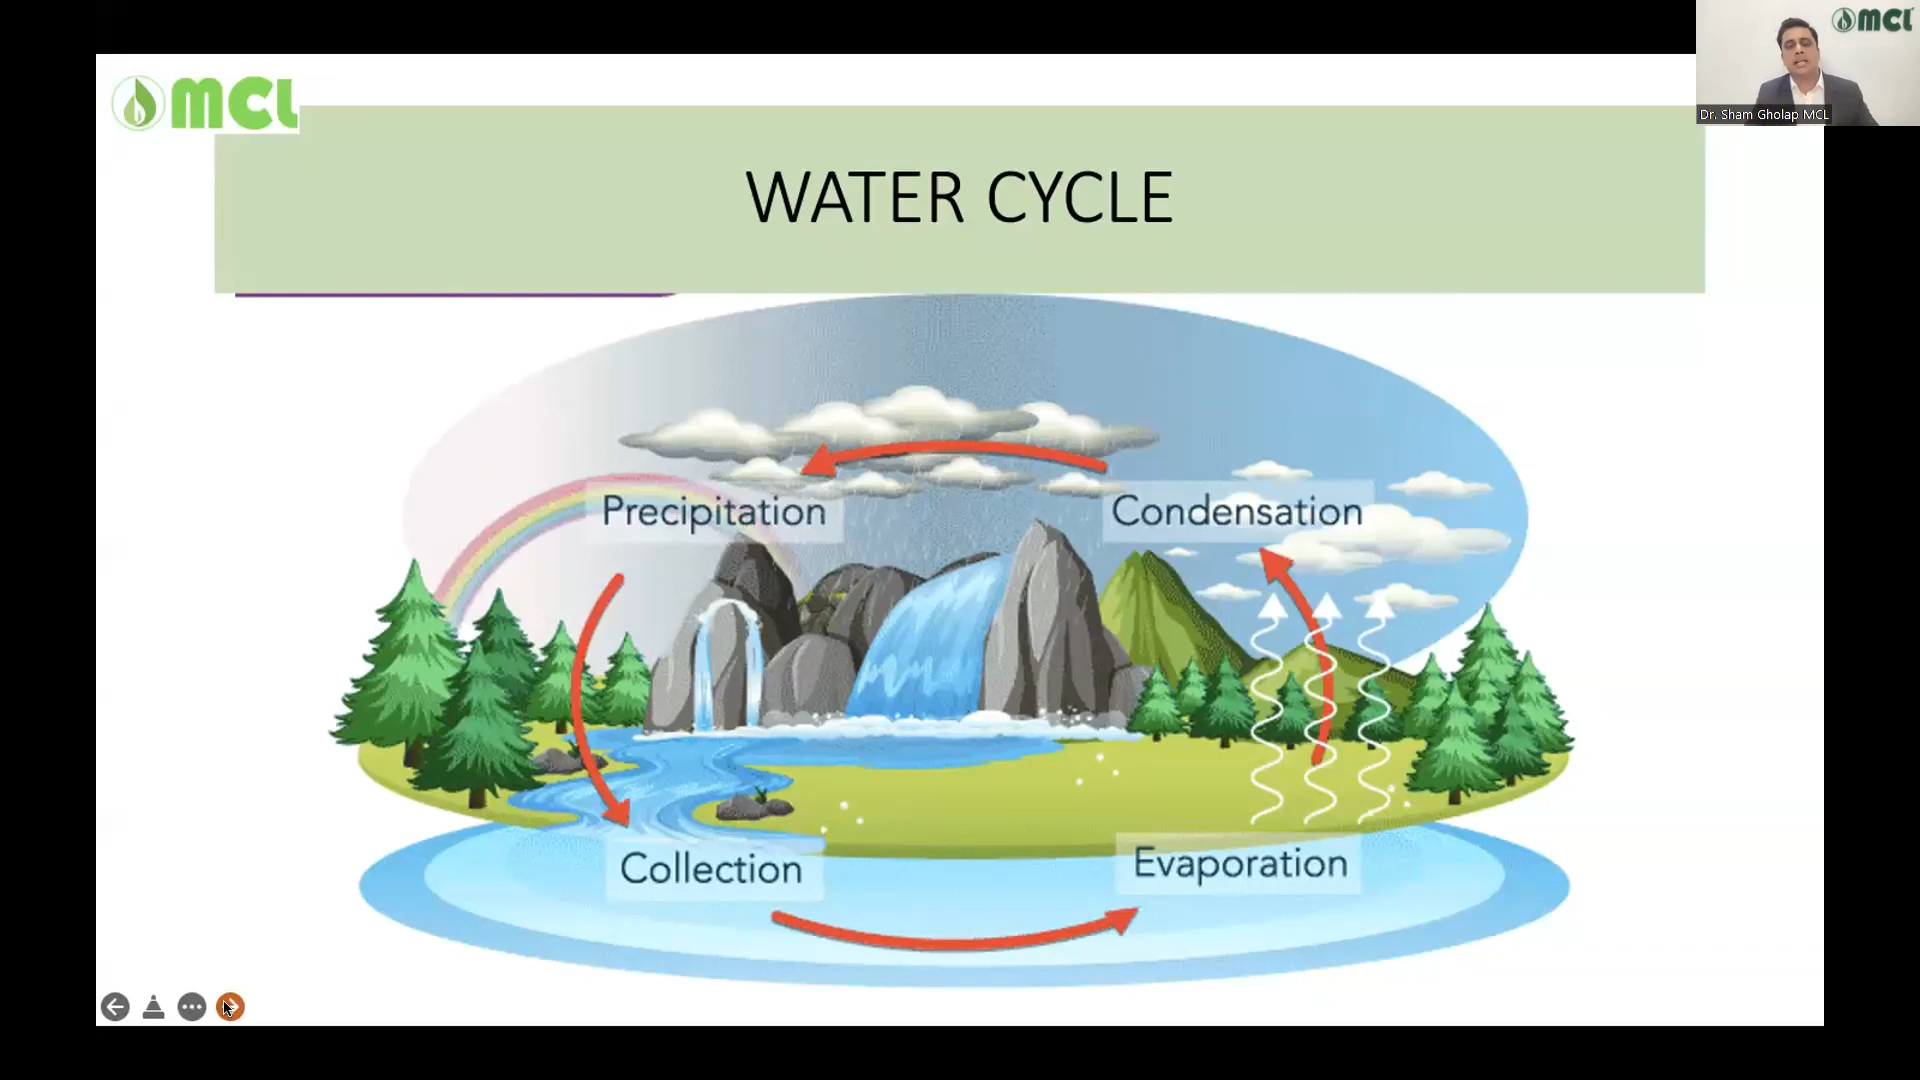 MCL
MCL
Dr. Sham Gholap MCL
WATER CYCLE
Precipitation
Condensation
Collection
Evaporation